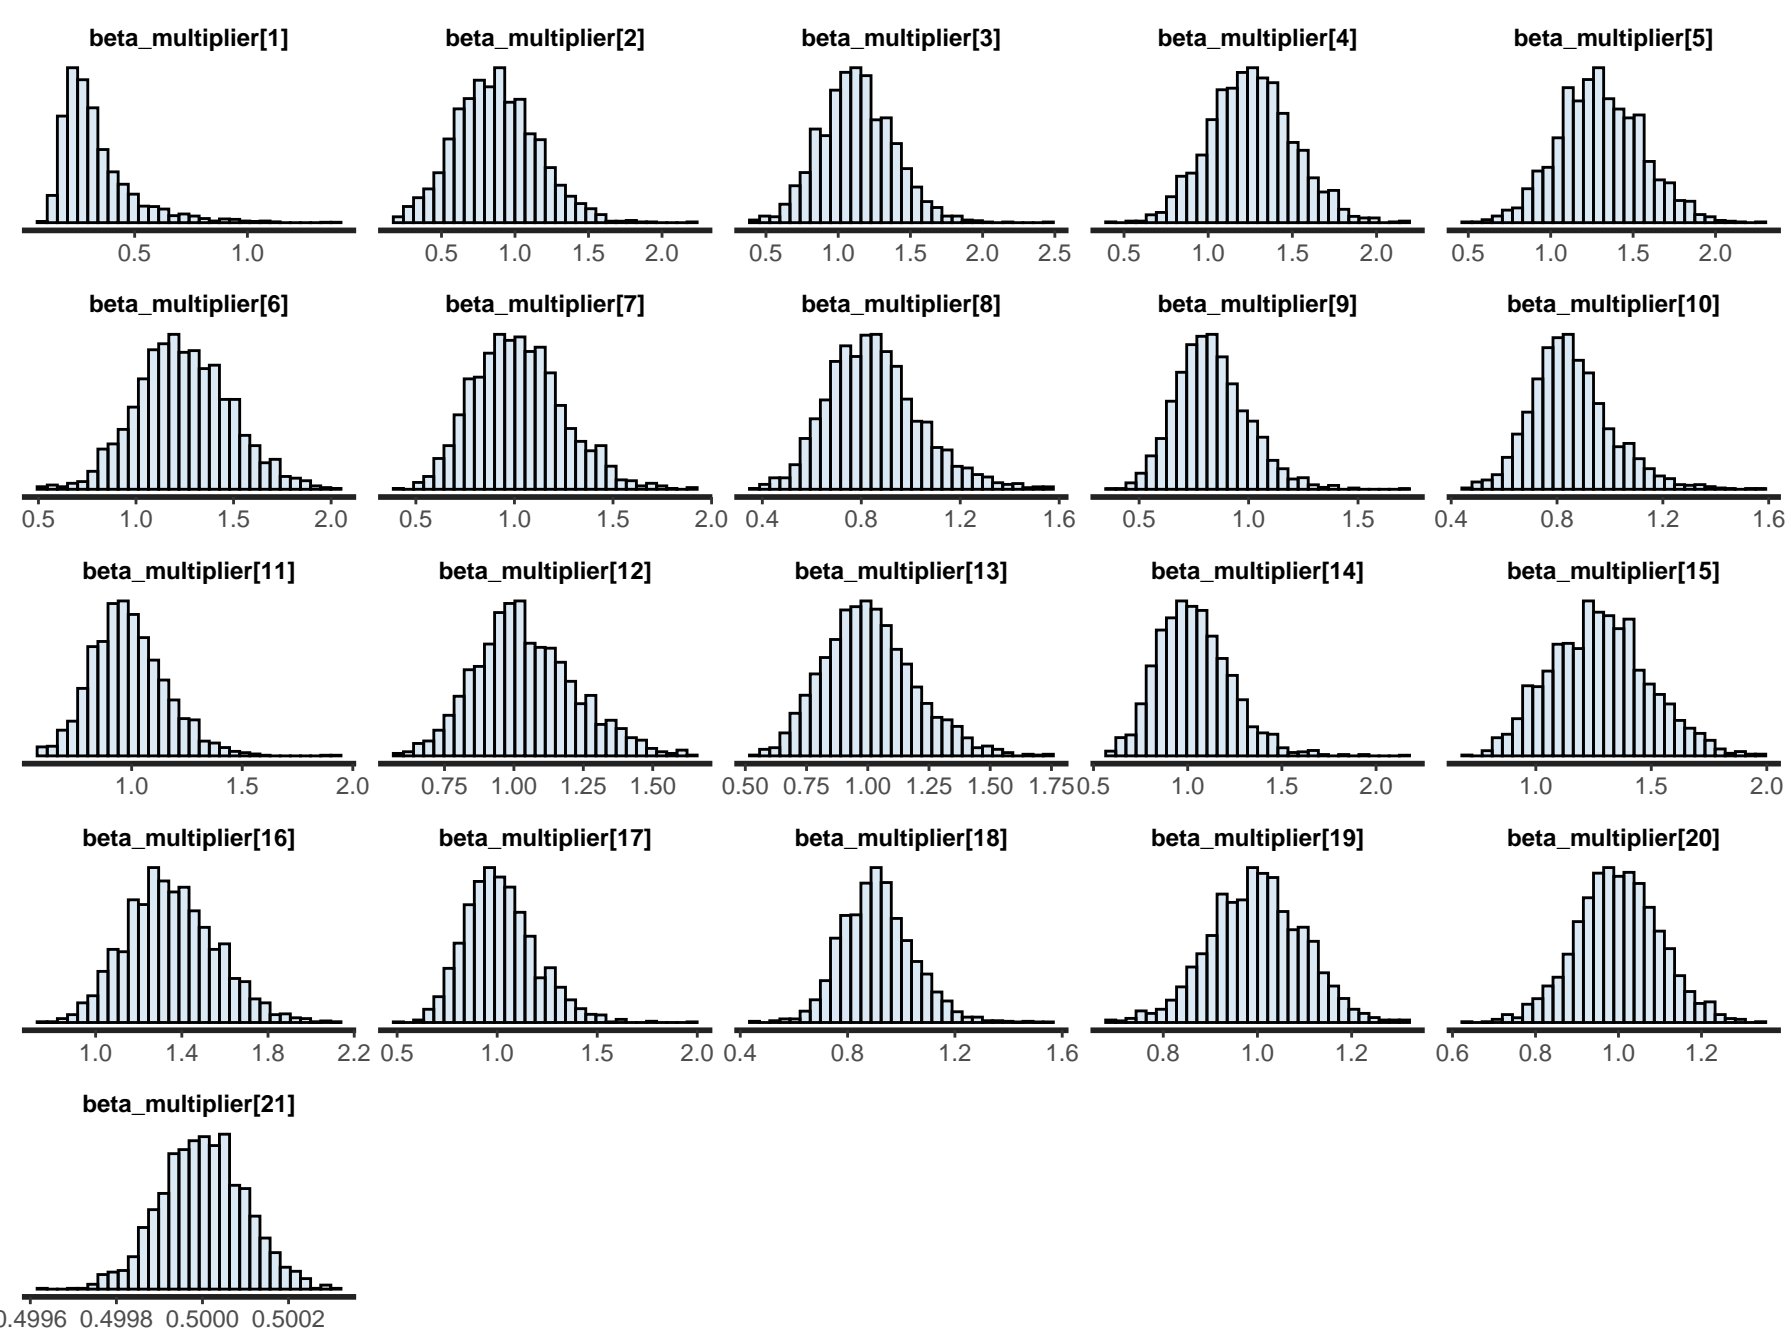 beta_multiplier[1] beta_multiplier[2] beta_multiplier[3] beta_multiplier[4] beta_multiplier[5]
0.5 1.0 0.5 1.0 1.5 2.0 0.5 1.0 1.5 2.0 2.5 0.5 1.0 1.5 2.0 0.5 1.0 1.5 2.0
beta_multiplier[6] beta_multiplier[7] beta_multiplier[8] beta_multiplier[9] beta_multiplier[10]
0.5 1.0 1.5 2.0 0.5 1.0 1.5 2.0 0.4 0.8 1.2 1.6 0.5 1.0 1.5 0.4 0.8 1.2 1.6
beta_multiplier[11] beta_multiplier[12] beta_multiplier[13] beta_multiplier[14] beta_multiplier[15]
1.0 1.5 2.0 0.75 1.00 1.25 1.50 0.50 0.75 1.00 1.25 1.50 1.75 0.5 1.0 1.5 2.0 1.0 1.5 2.0
beta_multiplier[16] beta_multiplier[17] beta_multiplier[18] beta_multiplier[19] beta_multiplier[20]
1.0 1.4 1.8 2.2 0.5 1.0 1.5 2.0 0.4 0.8 1.2 1.6 0.8 1.0 1.2 0.6 0.8 1.0 1.2
beta_multiplier[21]
0.4996 0.4998 0.5000 0.5002